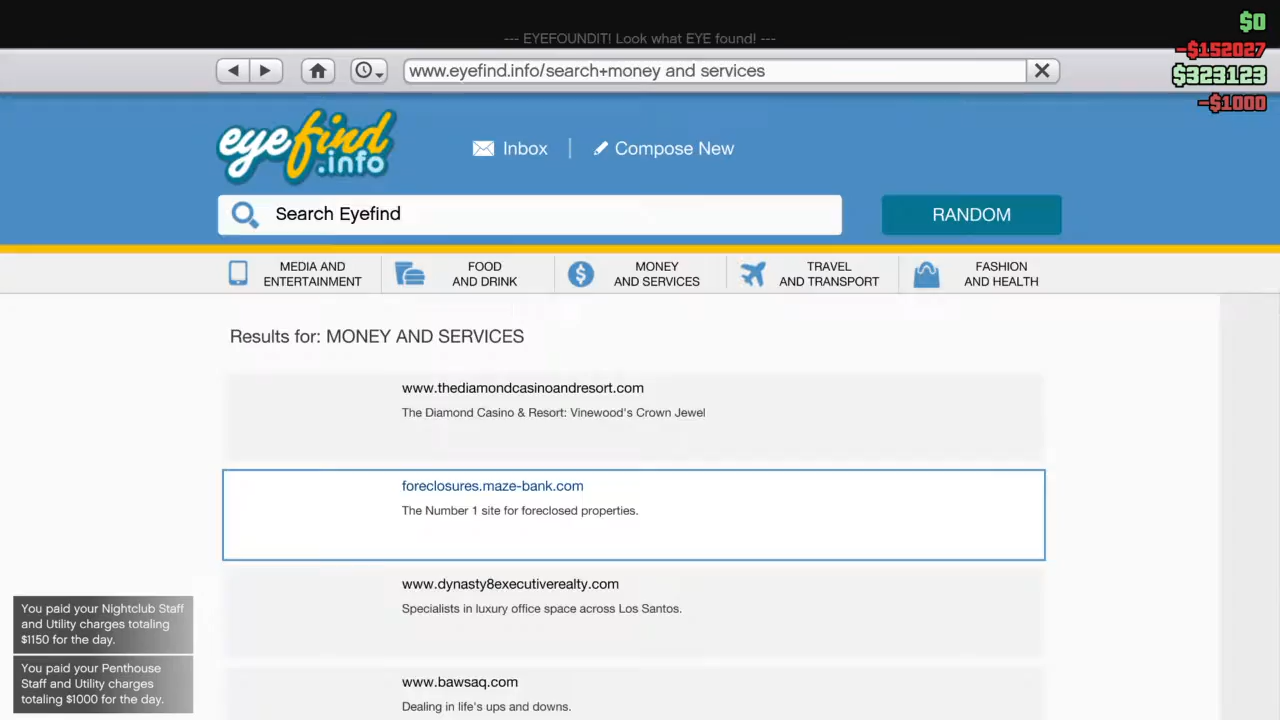 --- EYEFOUNDIT! Look what EYE found! ---
$0
-$152027
$323123
-$1000
www.eyefind.info/search+money and services
eyefind
.info
Inbox
Compose New
Search Eyefind
RANDOM
MEDIA AND
ENTERTAINMENT
FOOD
AND DRINK
MONEY
AND SERVICES
TRAVEL
AND TRANSPORT
FASHION
AND HEALTH
Results for: MONEY AND SERVICES
www.thediamondcasinoandresort.com
The Diamond Casino & Resort: Vinewood's Crown Jewel
foreclosures.maze-bank.com
The Number 1 site for foreclosed properties.
www.dynasty8executiverealty.com
Specialists in luxury office space across Los Santos.
www.bawsaq.com
Dealing in life's ups and downs.
You paid your Nightclub Staff
and Utility charges totaling
$1150 for the day.
You paid your Penthouse
Staff and Utility charges
totaling $1000 for the day.